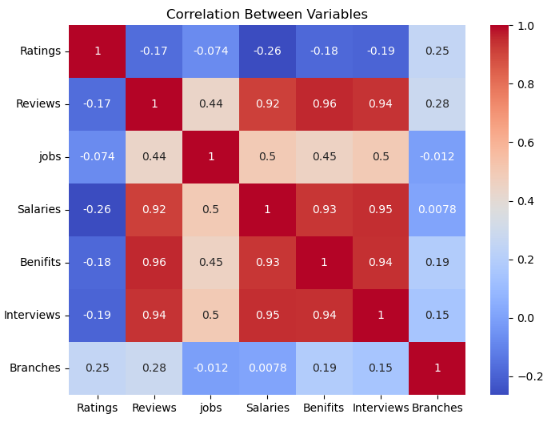 Correlation Between Variables
Ratings 1 -0.17 -0.074 -0.26 -0.18 -0.19 0.25
Reviews -0.17 1 0.44 0.92 0.96 0.94 0.28
jobs -0.074 0.44 1 0.5 0.45 0.5 -0.012
Salaries -0.26 0.92 0.5 1 0.93 0.95 0.0078
Benifits -0.18 0.96 0.45 0.93 1 0.94 0.19
Interviews -0.19 0.94 0.5 0.95 0.94 1 0.15
Branches 0.25 0.28 -0.012 0.0078 0.19 0.15 1
Ratings Reviews jobs Salaries Benifits Interviews Branches
1.0
0.8
0.6
0.4
0.2
0.0
−0.2